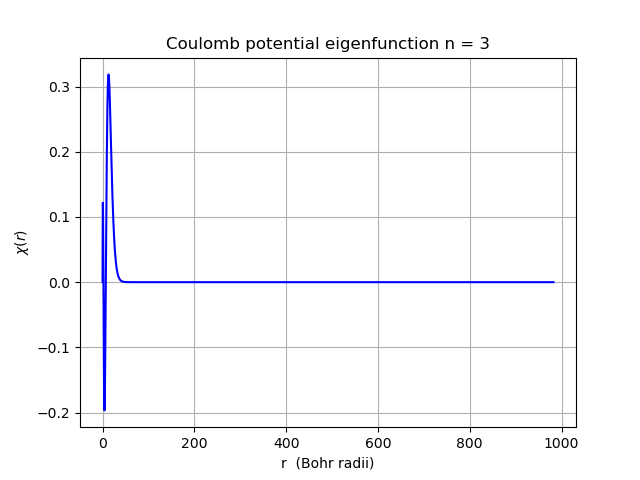 Coulomb potential eigenfunction n = 3
0.3
0.2
0.1
0.0
−0.1
−0.2
χ(r)
0 200 400 600 800 1000
r (Bohr radii)